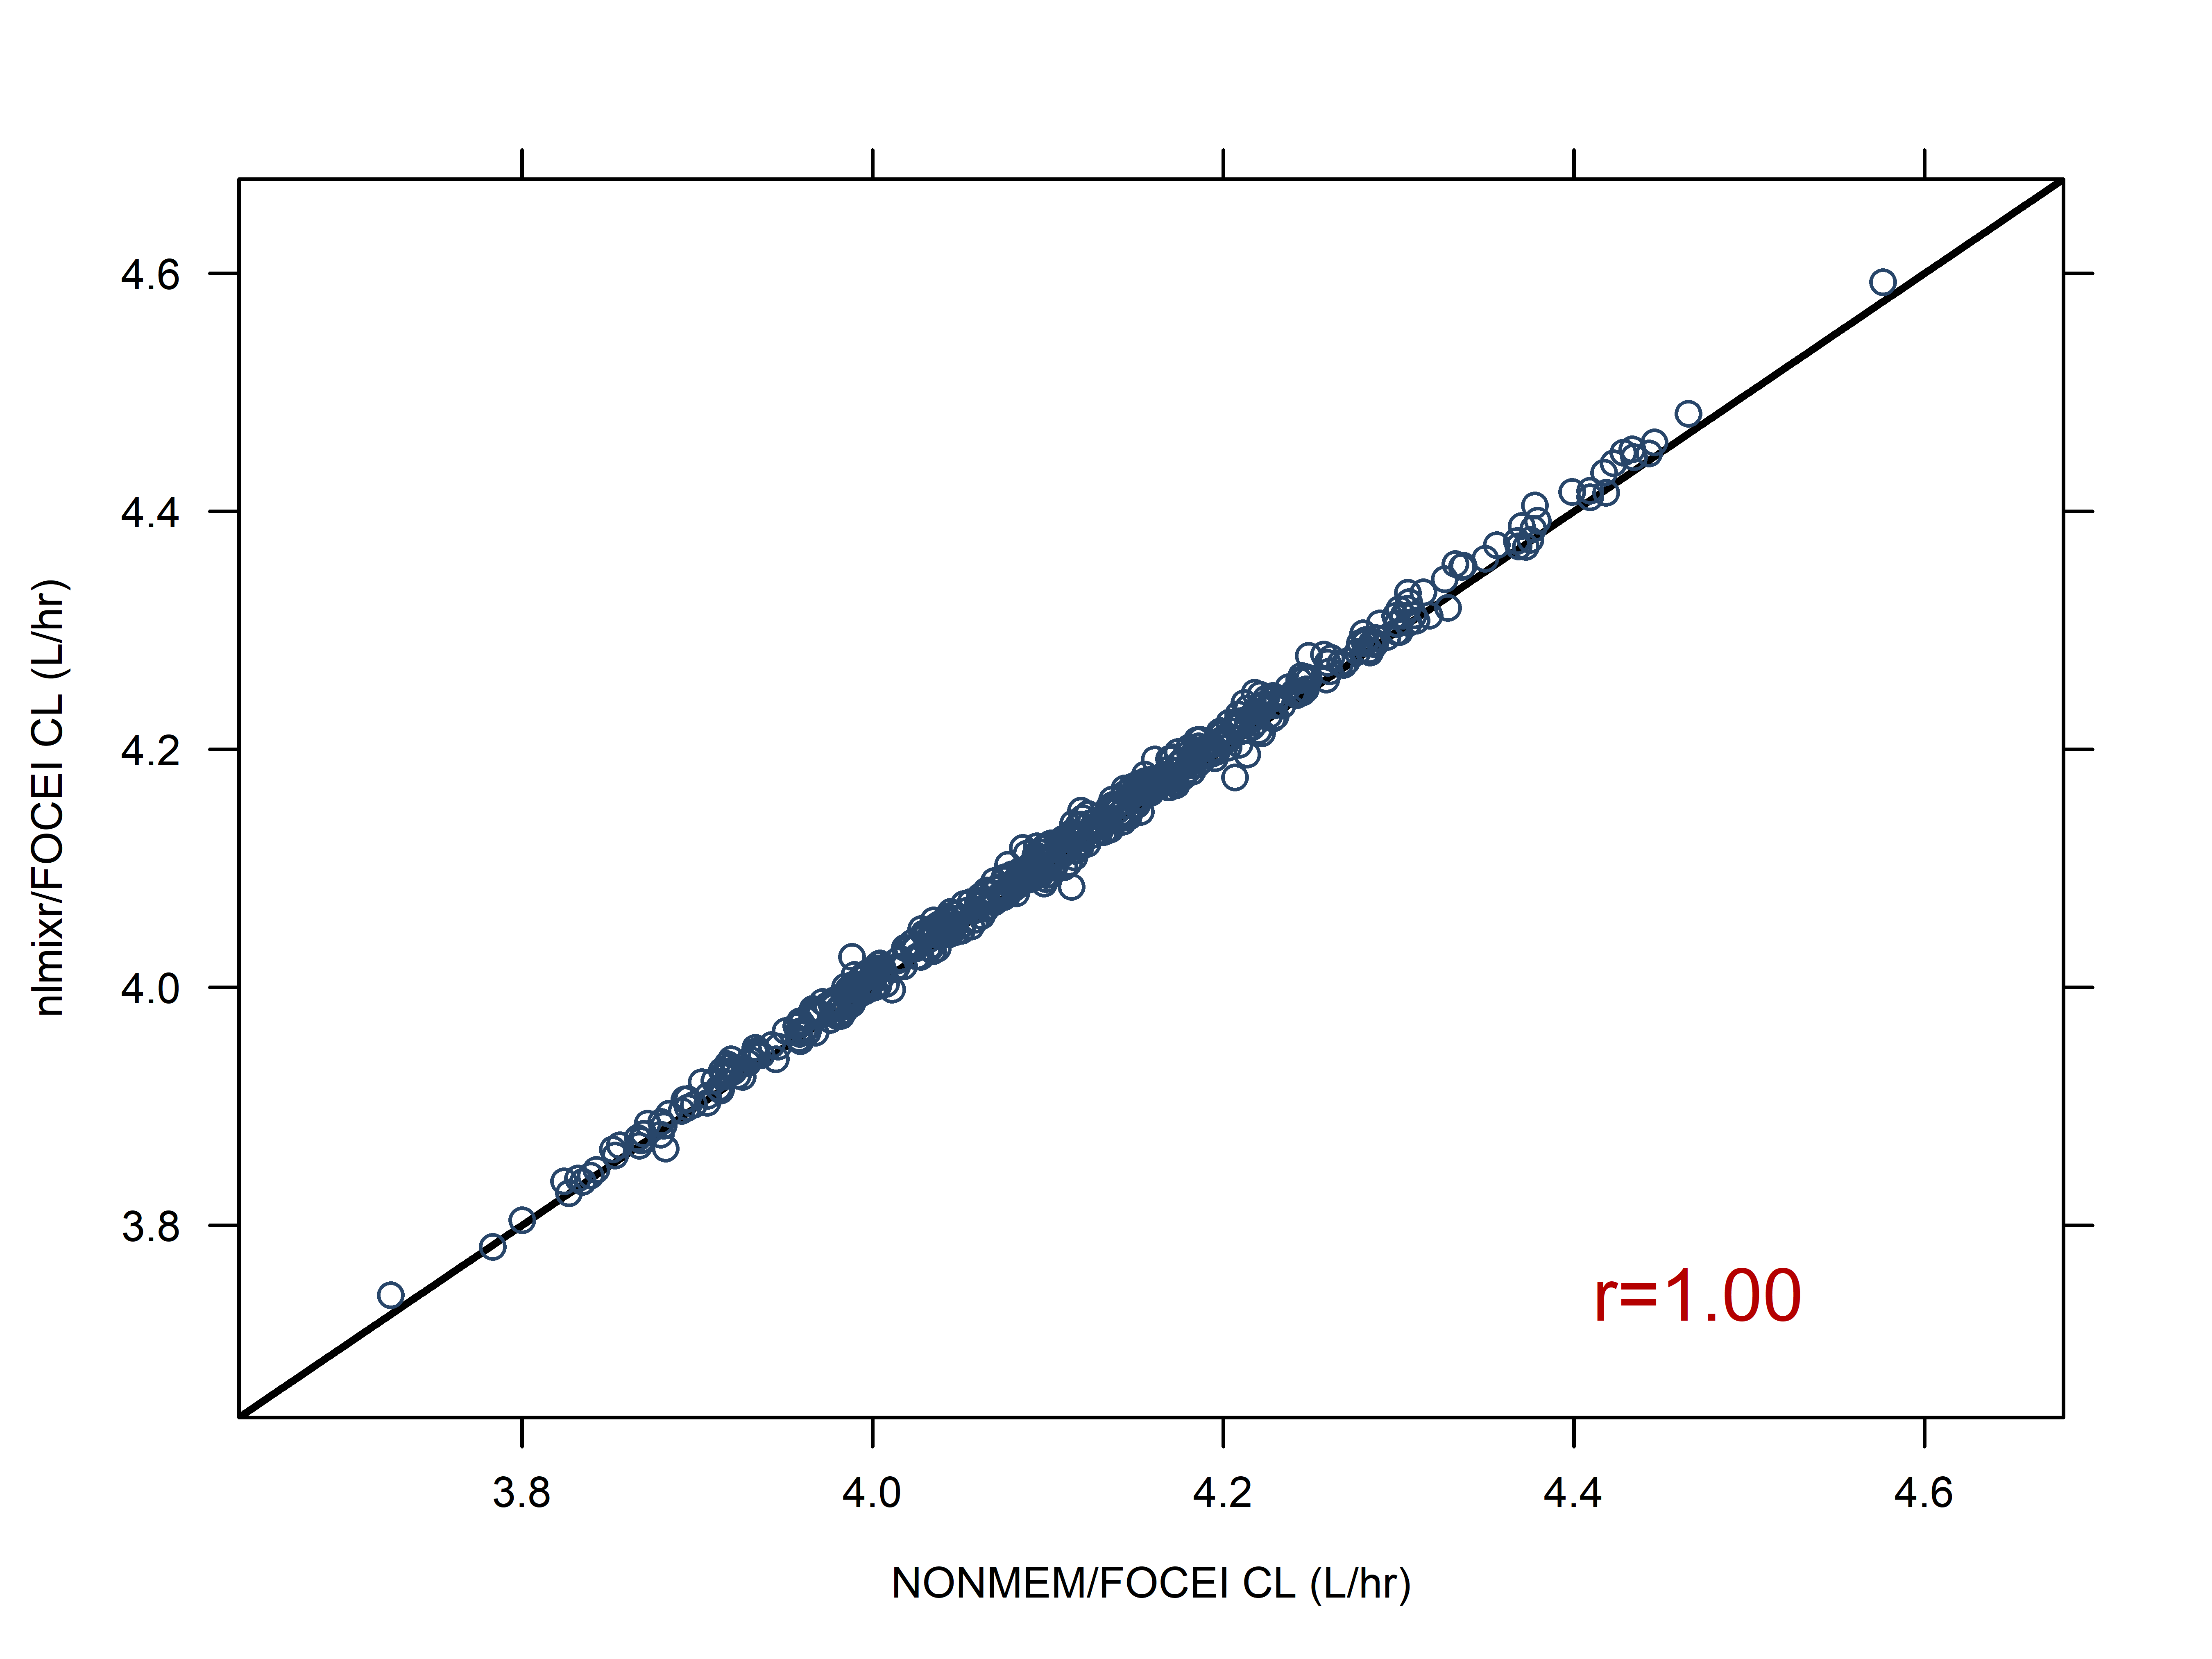 4.6
4.4
4.2
4.0
3.8
nlmixr/FOCEI CL (L/hr)
r=1.00
3.8 4.0 4.2 4.4 4.6
NONMEM/FOCEI CL (L/hr)